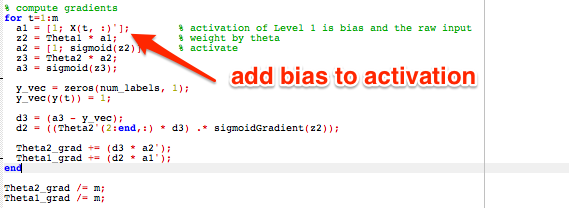 % compute gradients
for t=1:m
a1 = [1; X(t, :)']; % activation of Level 1 is bias and the raw input
z2 = Theta1 * a1; % weight by theta
a2 = [1; sigmoid(z2)] % activate
z3 = Theta2 * a2;
a3 = sigmoid(z3);
add bias to activation
y_vec = zeros(num_labels, 1);
y_vec(y(t)) = 1;
d3 = (a3 - y_vec);
d2 = ((Theta2'(2:end,:) * d3) .* sigmoidGradient(z2));
Theta2_grad += (d3 * a2');
Theta1_grad += (d2 * a1');
end
Theta2_grad /= m;
Theta1_grad /= m;